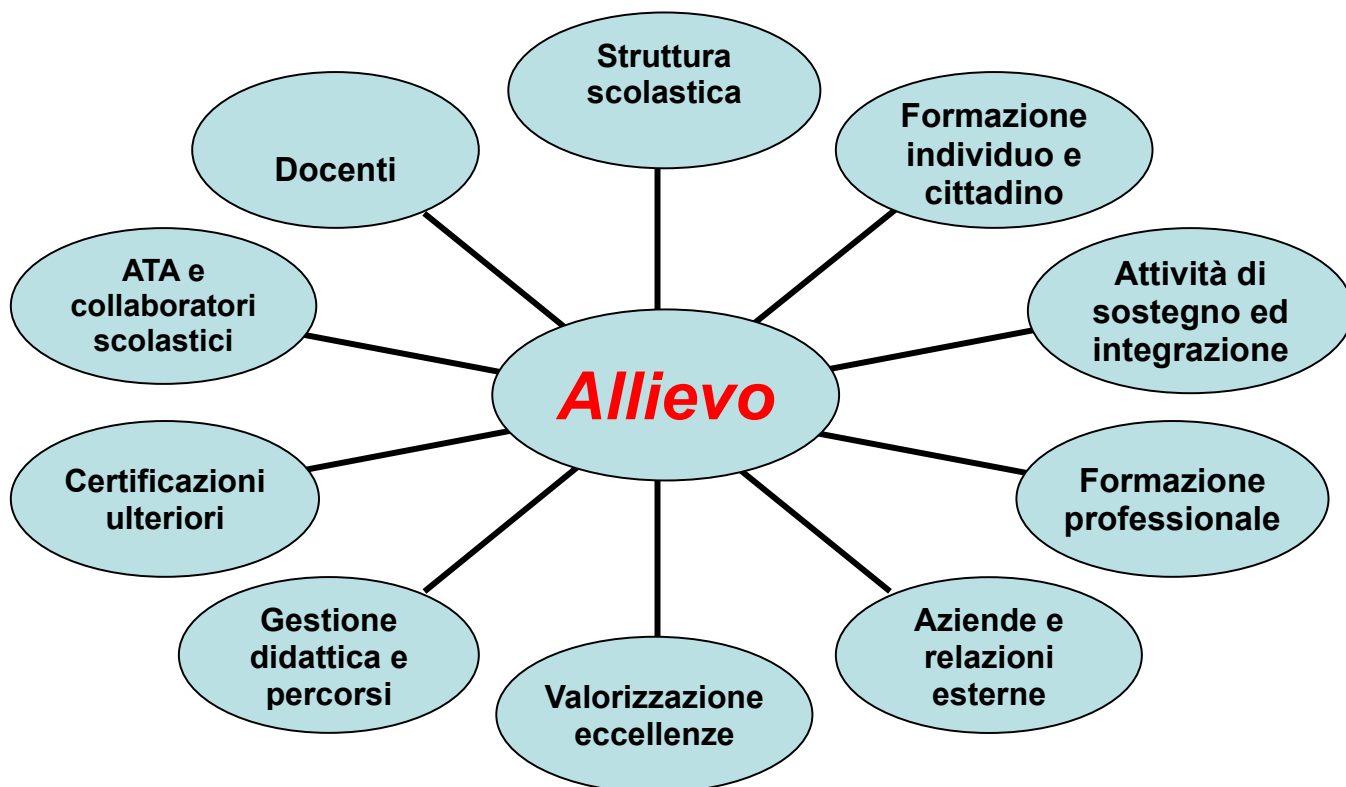 Struttura
scolastica
Formazione
individuo e
cittadino
Docenti
Attività di
sostegno ed
integrazione
ATA e
collaboratori
scolastici
Allievo
Certificazioni
ulteriori
Formazione
professionale
Gestione
didattica e
percorsi
Aziende e
relazioni
esterne
Valorizzazione
eccellenze